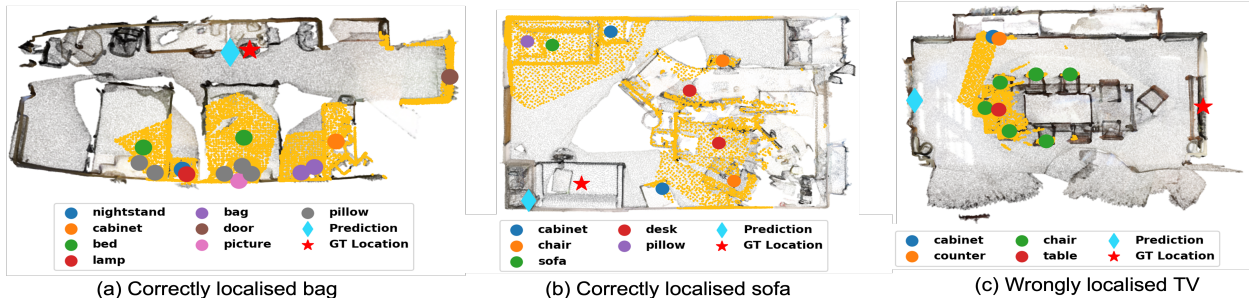 nightstand bag pillow
cabinet door Prediction
bed picture GT Location
lamp
cabinet desk Prediction
chair pillow GT Location
sofa
cabinet chair Prediction
counter table GT Location
(a) Correctly localised bag
(b) Correctly localised sofa
(c) Wrongly localised TV